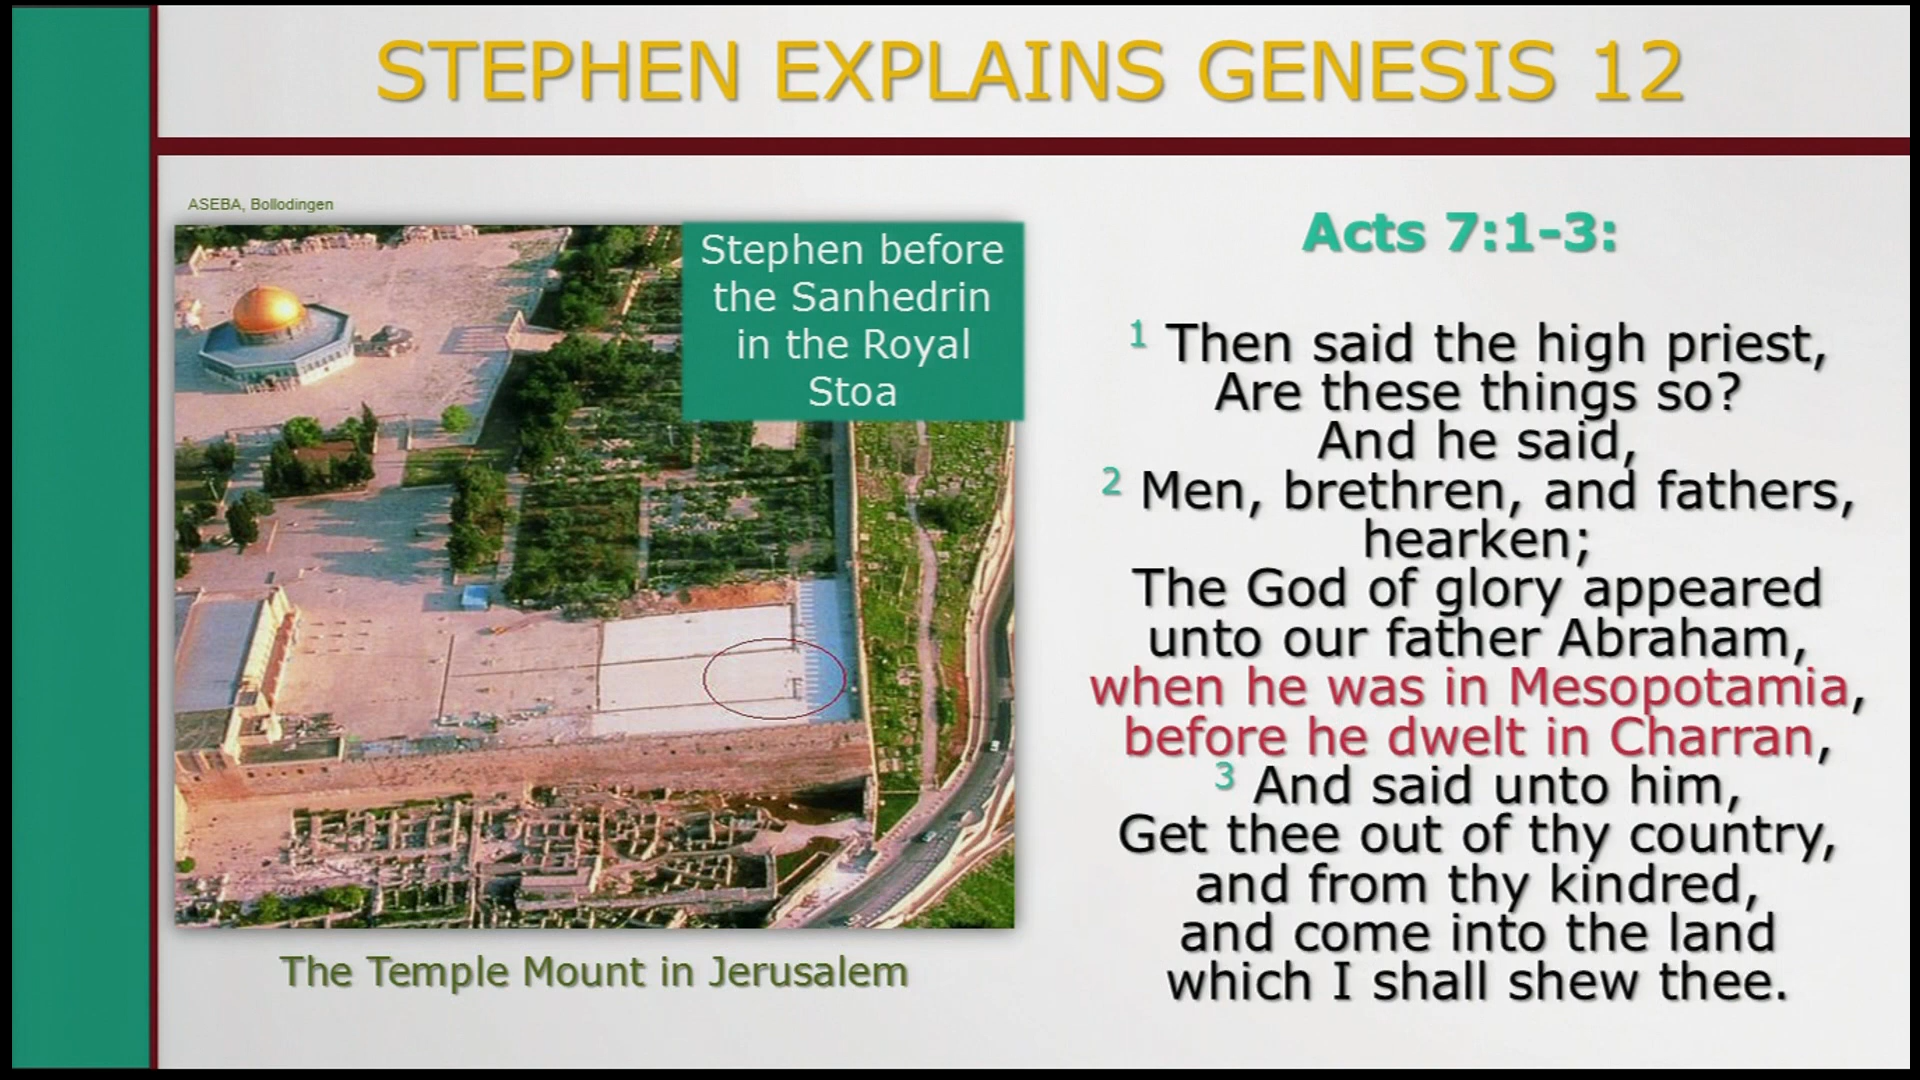 STEPHEN EXPLAINS GENESIS 12
ASEBA, Bollodingen
Stephen before
the Sanhedrin
in the Royal
Stoa
The Temple Mount in Jerusalem
Acts 7:1-3:
1 Then said the high priest,
Are these things so?
And he said,
2 Men, brethren, and fathers,
hearken;
The God of glory appeared
unto our father Abraham,
when he was in Mesopotamia,
before he dwelt in Charran,
3 And said unto him,
Get thee out of thy country,
and from thy kindred,
and come into the land
which I shall shew thee.